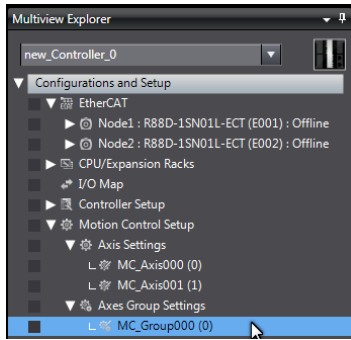 Multiview Explorer
new_Controller_0
Configurations and Setup
EtherCAT
Node1 : R88D-1SN01L-ECT (E001) : Offline
Node2 : R88D-1SN01L-ECT (E002) : Offline
CPU/Expansion Racks
I/O Map
Controller Setup
Motion Control Setup
Axis Settings
MC_Axis000 (0)
MC_Axis001 (1)
Axes Group Settings
MC_Group000 (0)